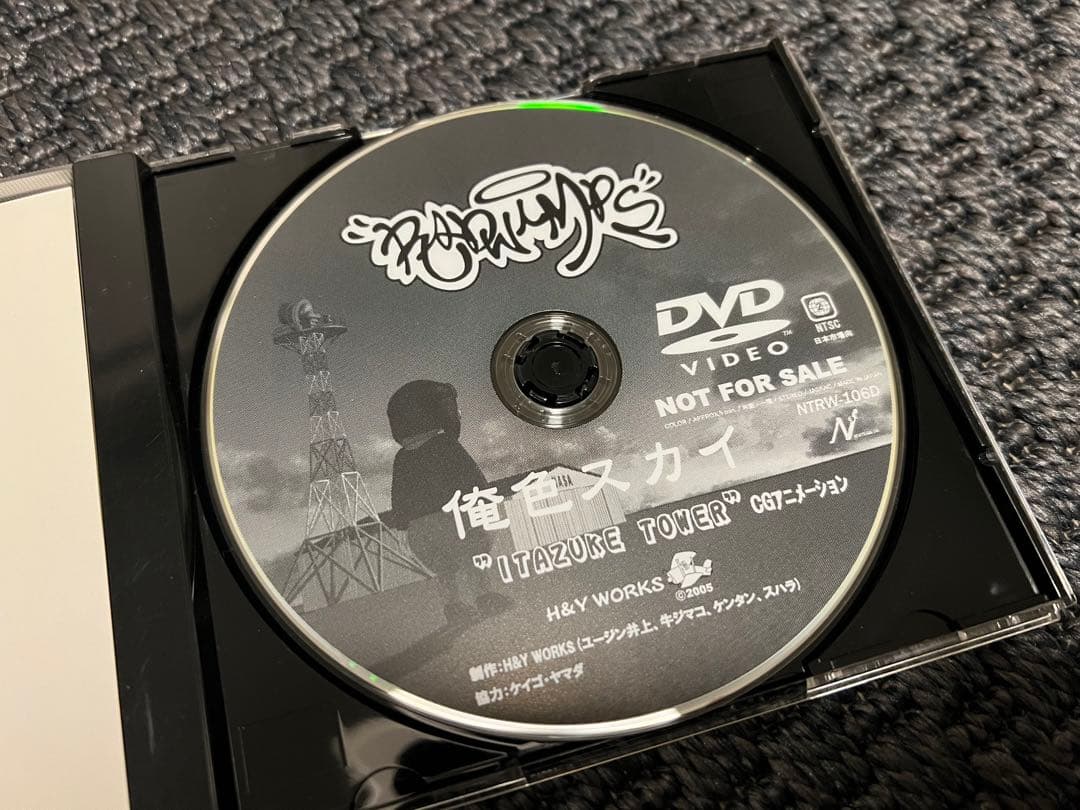 RADWIMPS
DVD
VIDEO
TM
2
NTSC
日本市場向
NOT FOR SALE
NTRW-106D
N
俺色スカイ
"ITAZUKE TOWER" CGアニメーション
H&Y WORKS
©2005
制作:H&Y WORKS (ユージン井上、牛ジマコ、ケンタン、スハラ)
協力:ケイゴ・ヤマダ